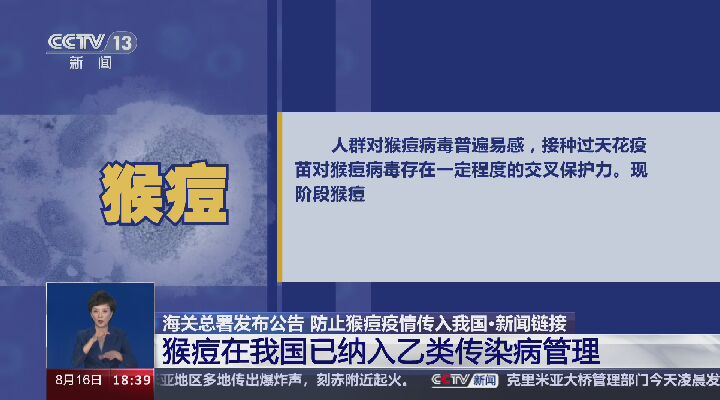 CCTV 13
新闻
猴痘
人群对猴痘病毒普遍易感，接种过天花疫
苗对猴痘病毒存在一定程度的交叉保护力。现
阶段猴痘
海关总署发布公告 防止猴痘疫情传入我国·新闻链接
猴痘在我国已纳入乙类传染病管理
8月16日 18:39 亚地区多地传出爆炸声，刻赤附近起火。 CCTV 新闻 克里米亚大桥管理部门今天凌晨发